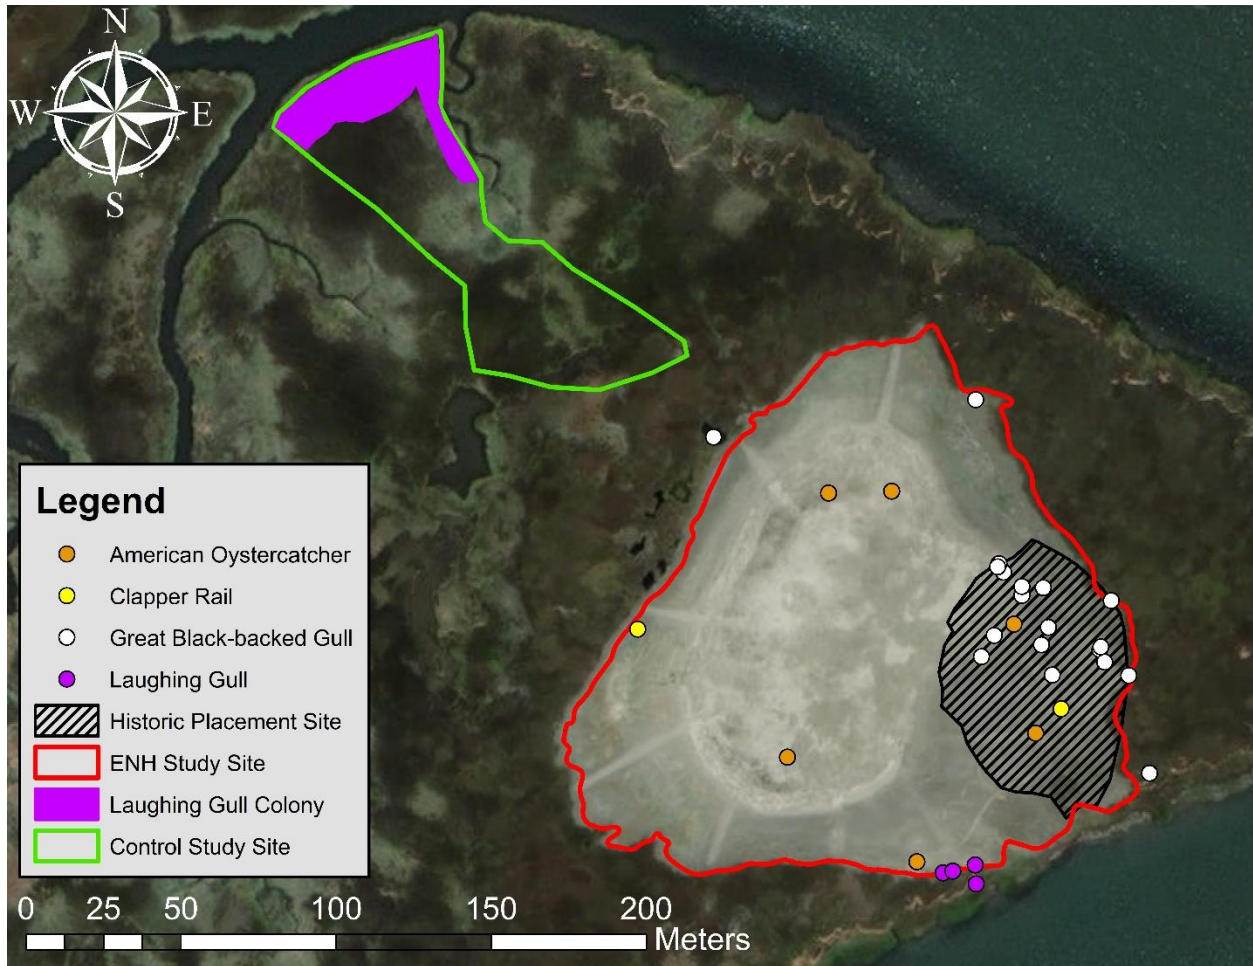 N
W E
S
Legend
American Oystercatcher
Clapper Rail
Great Black-backed Gull
Laughing Gull
Historic Placement Site
ENH Study Site
Laughing Gull Colony
Control Study Site
0 25 50 100 150 200
Meters